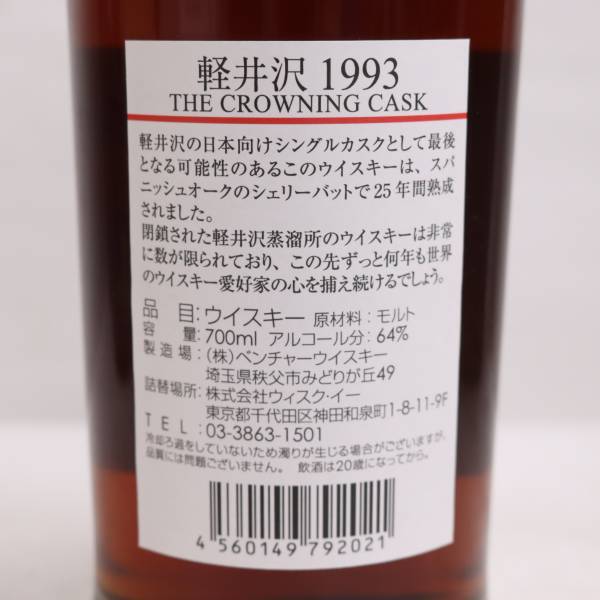 軽井沢 1993
THE CROWNING CASK
軽井沢の日本向けシングルカスクとして最後
となる可能性のあるこのウイスキーは、スパ
ニッシュオークのシェリーバットで25年間熟成
されました。
閉鎖された軽井沢蒸溜所のウイスキーは非常
に数が限られており、この先ずっと何年も世界
のウイスキー愛好家の心を捕え続けるでしょう。
品目:ウイスキー 原材料:モルト
容量:700ml アルコール分:64%
製造場:(株)ベンチャーウイスキー
埼玉県秩父市みどりが丘49
詰替場所:株式会社ウィスク・イー
東京都千代田区神田和泉町1-8-11-9F
TEL:03-3863-1501
冷却ろ過をしていないため濁りが生じる場合がございますが、
品質には問題ございません。 飲酒は20歳になってから。
4 560149 792021